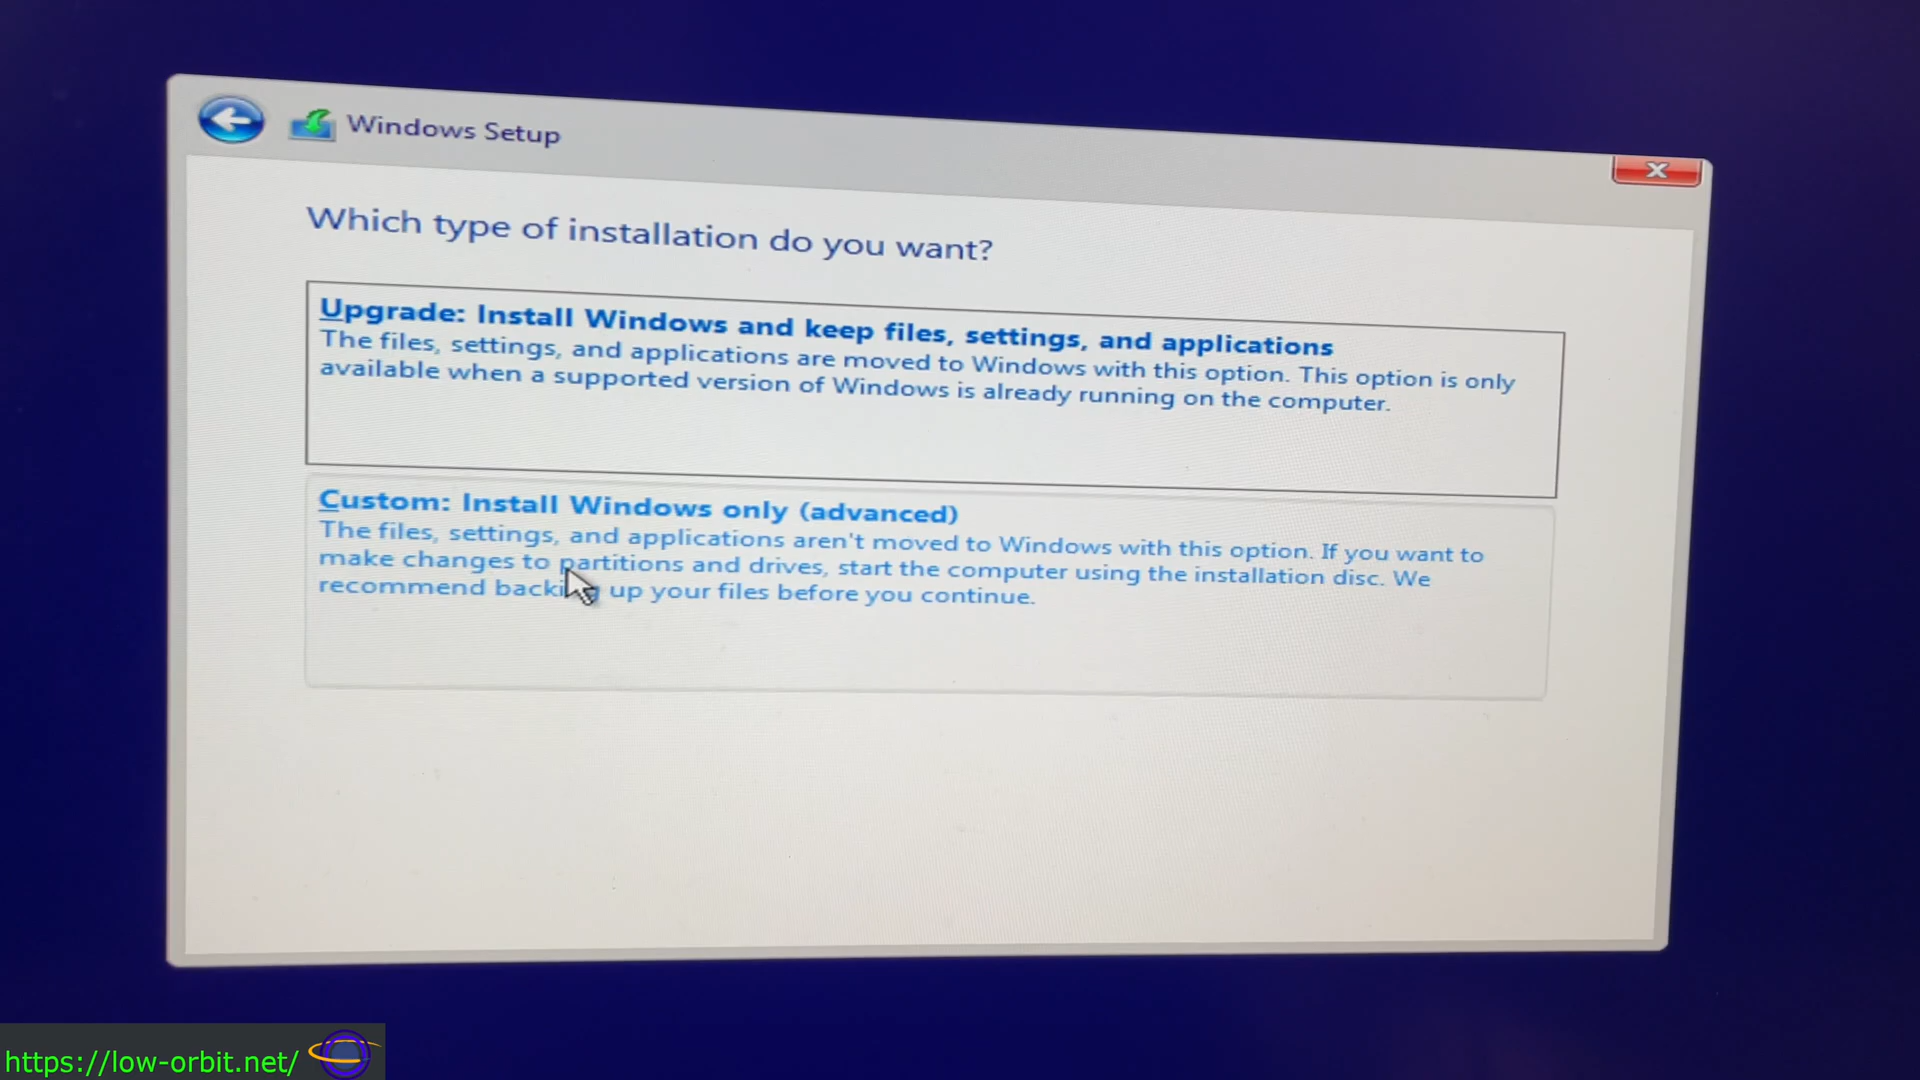 Windows Setup
Which type of installation do you want?
Upgrade: Install Windows and keep files, settings, and applications
The files, settings, and applications are moved to Windows with this option. This option is only
available when a supported version of Windows is already running on the computer.
Custom: Install Windows only (advanced)
The files, settings, and applications aren't moved to Windows with this option. If you want to
make changes to partitions and drives, start the computer using the installation disc. We
recommend backing up your files before you continue.
https://low-orbit.net/